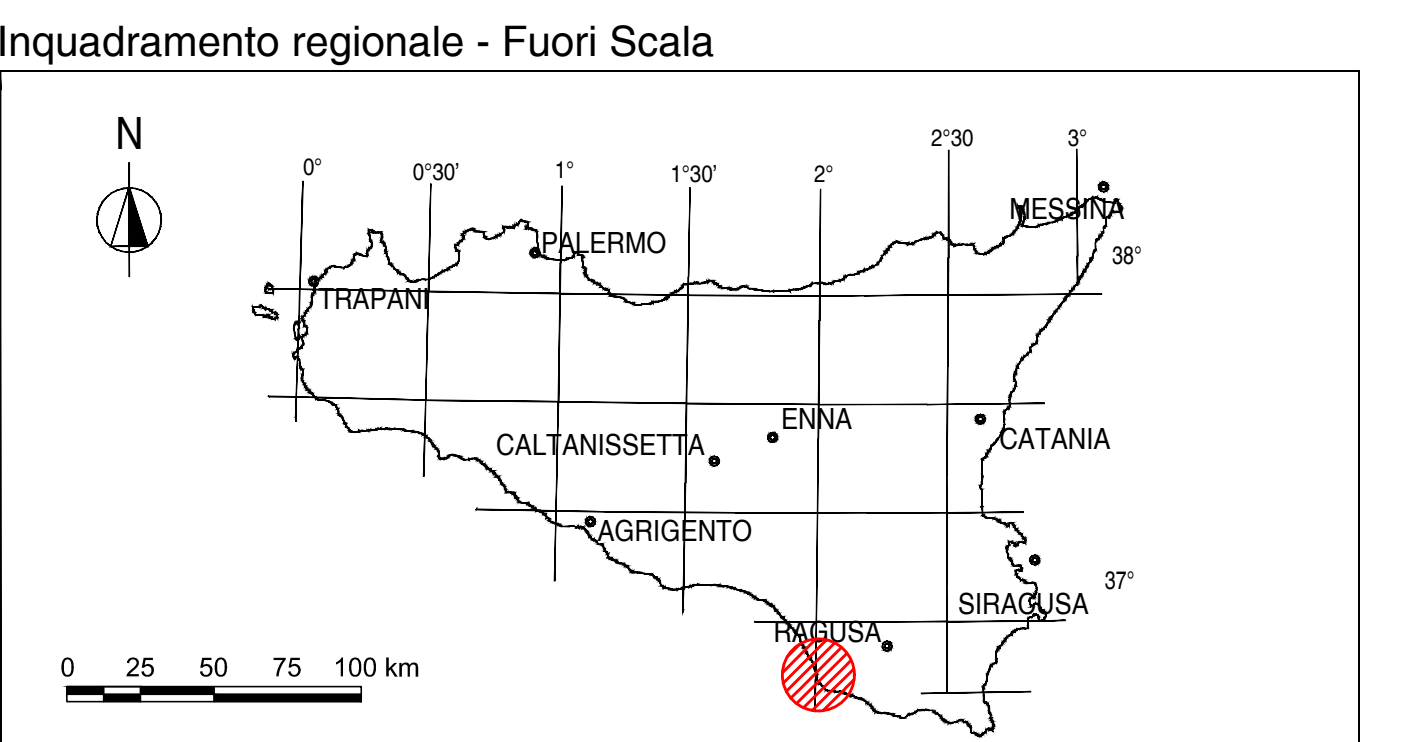 Inquadramento regionale - Fuori Scala
N
0° 0°30' 1° 1°30' 2° 2°30 3°
MESSINA
PALERMO
38°
TRAPANI
ENNA
CALTANISSETTA
CATANIA
AGRIGENTO
37°
SIRACUSA
RAGUSA
0 25 50 75 100 km